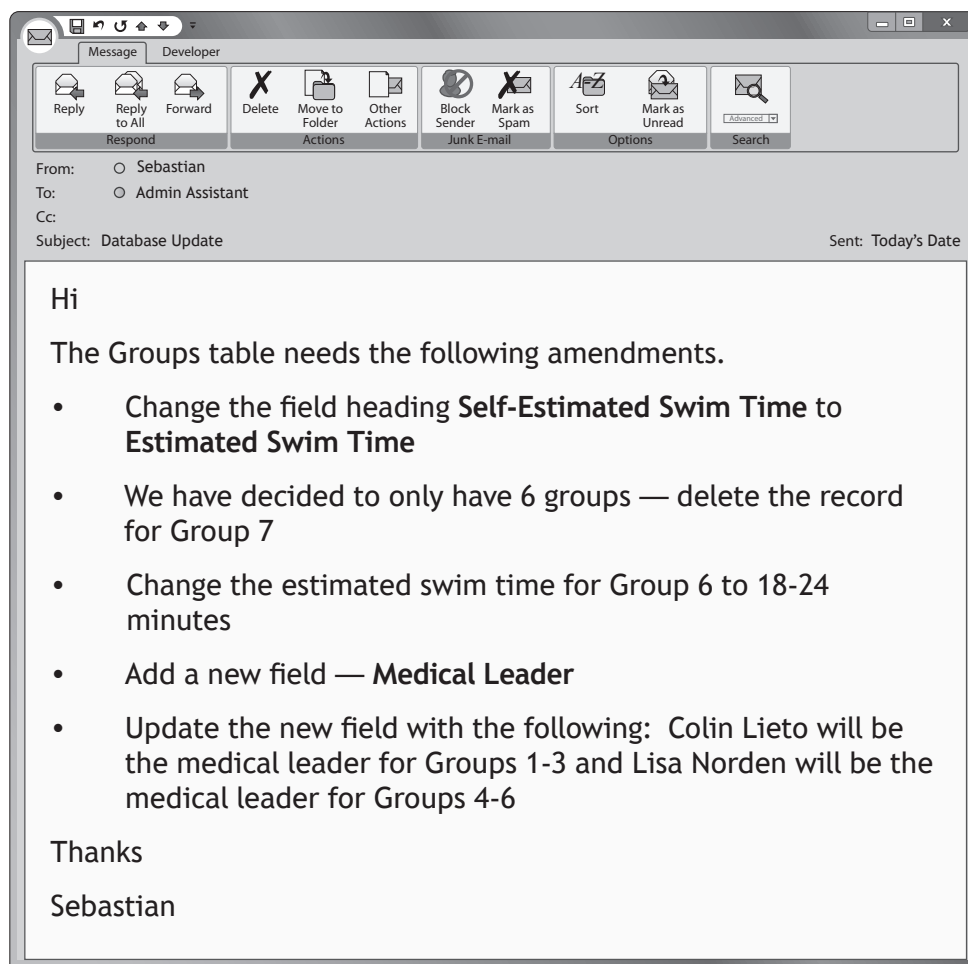 Message Developer
Reply
Reply to All
Forward
Respond
Delete
Move to Folder
Other Actions
Actions
Block Sender
Mark as Spam
Junk E-mail
A Z
Sort
Mark as Unread
Options
Advanced
Search
From: Sebastian
To: Admin Assistant
Cc:
Subject: Database Update Sent: Today's Date
Hi
The Groups table needs the following amendments.
• Change the field heading Self-Estimated Swim Time to
Estimated Swim Time
• We have decided to only have 6 groups — delete the record
for Group 7
• Change the estimated swim time for Group 6 to 18-24
minutes
• Add a new field — Medical Leader
• Update the new field with the following: Colin Lieto will be
the medical leader for Groups 1-3 and Lisa Norden will be the
medical leader for Groups 4-6
Thanks
Sebastian